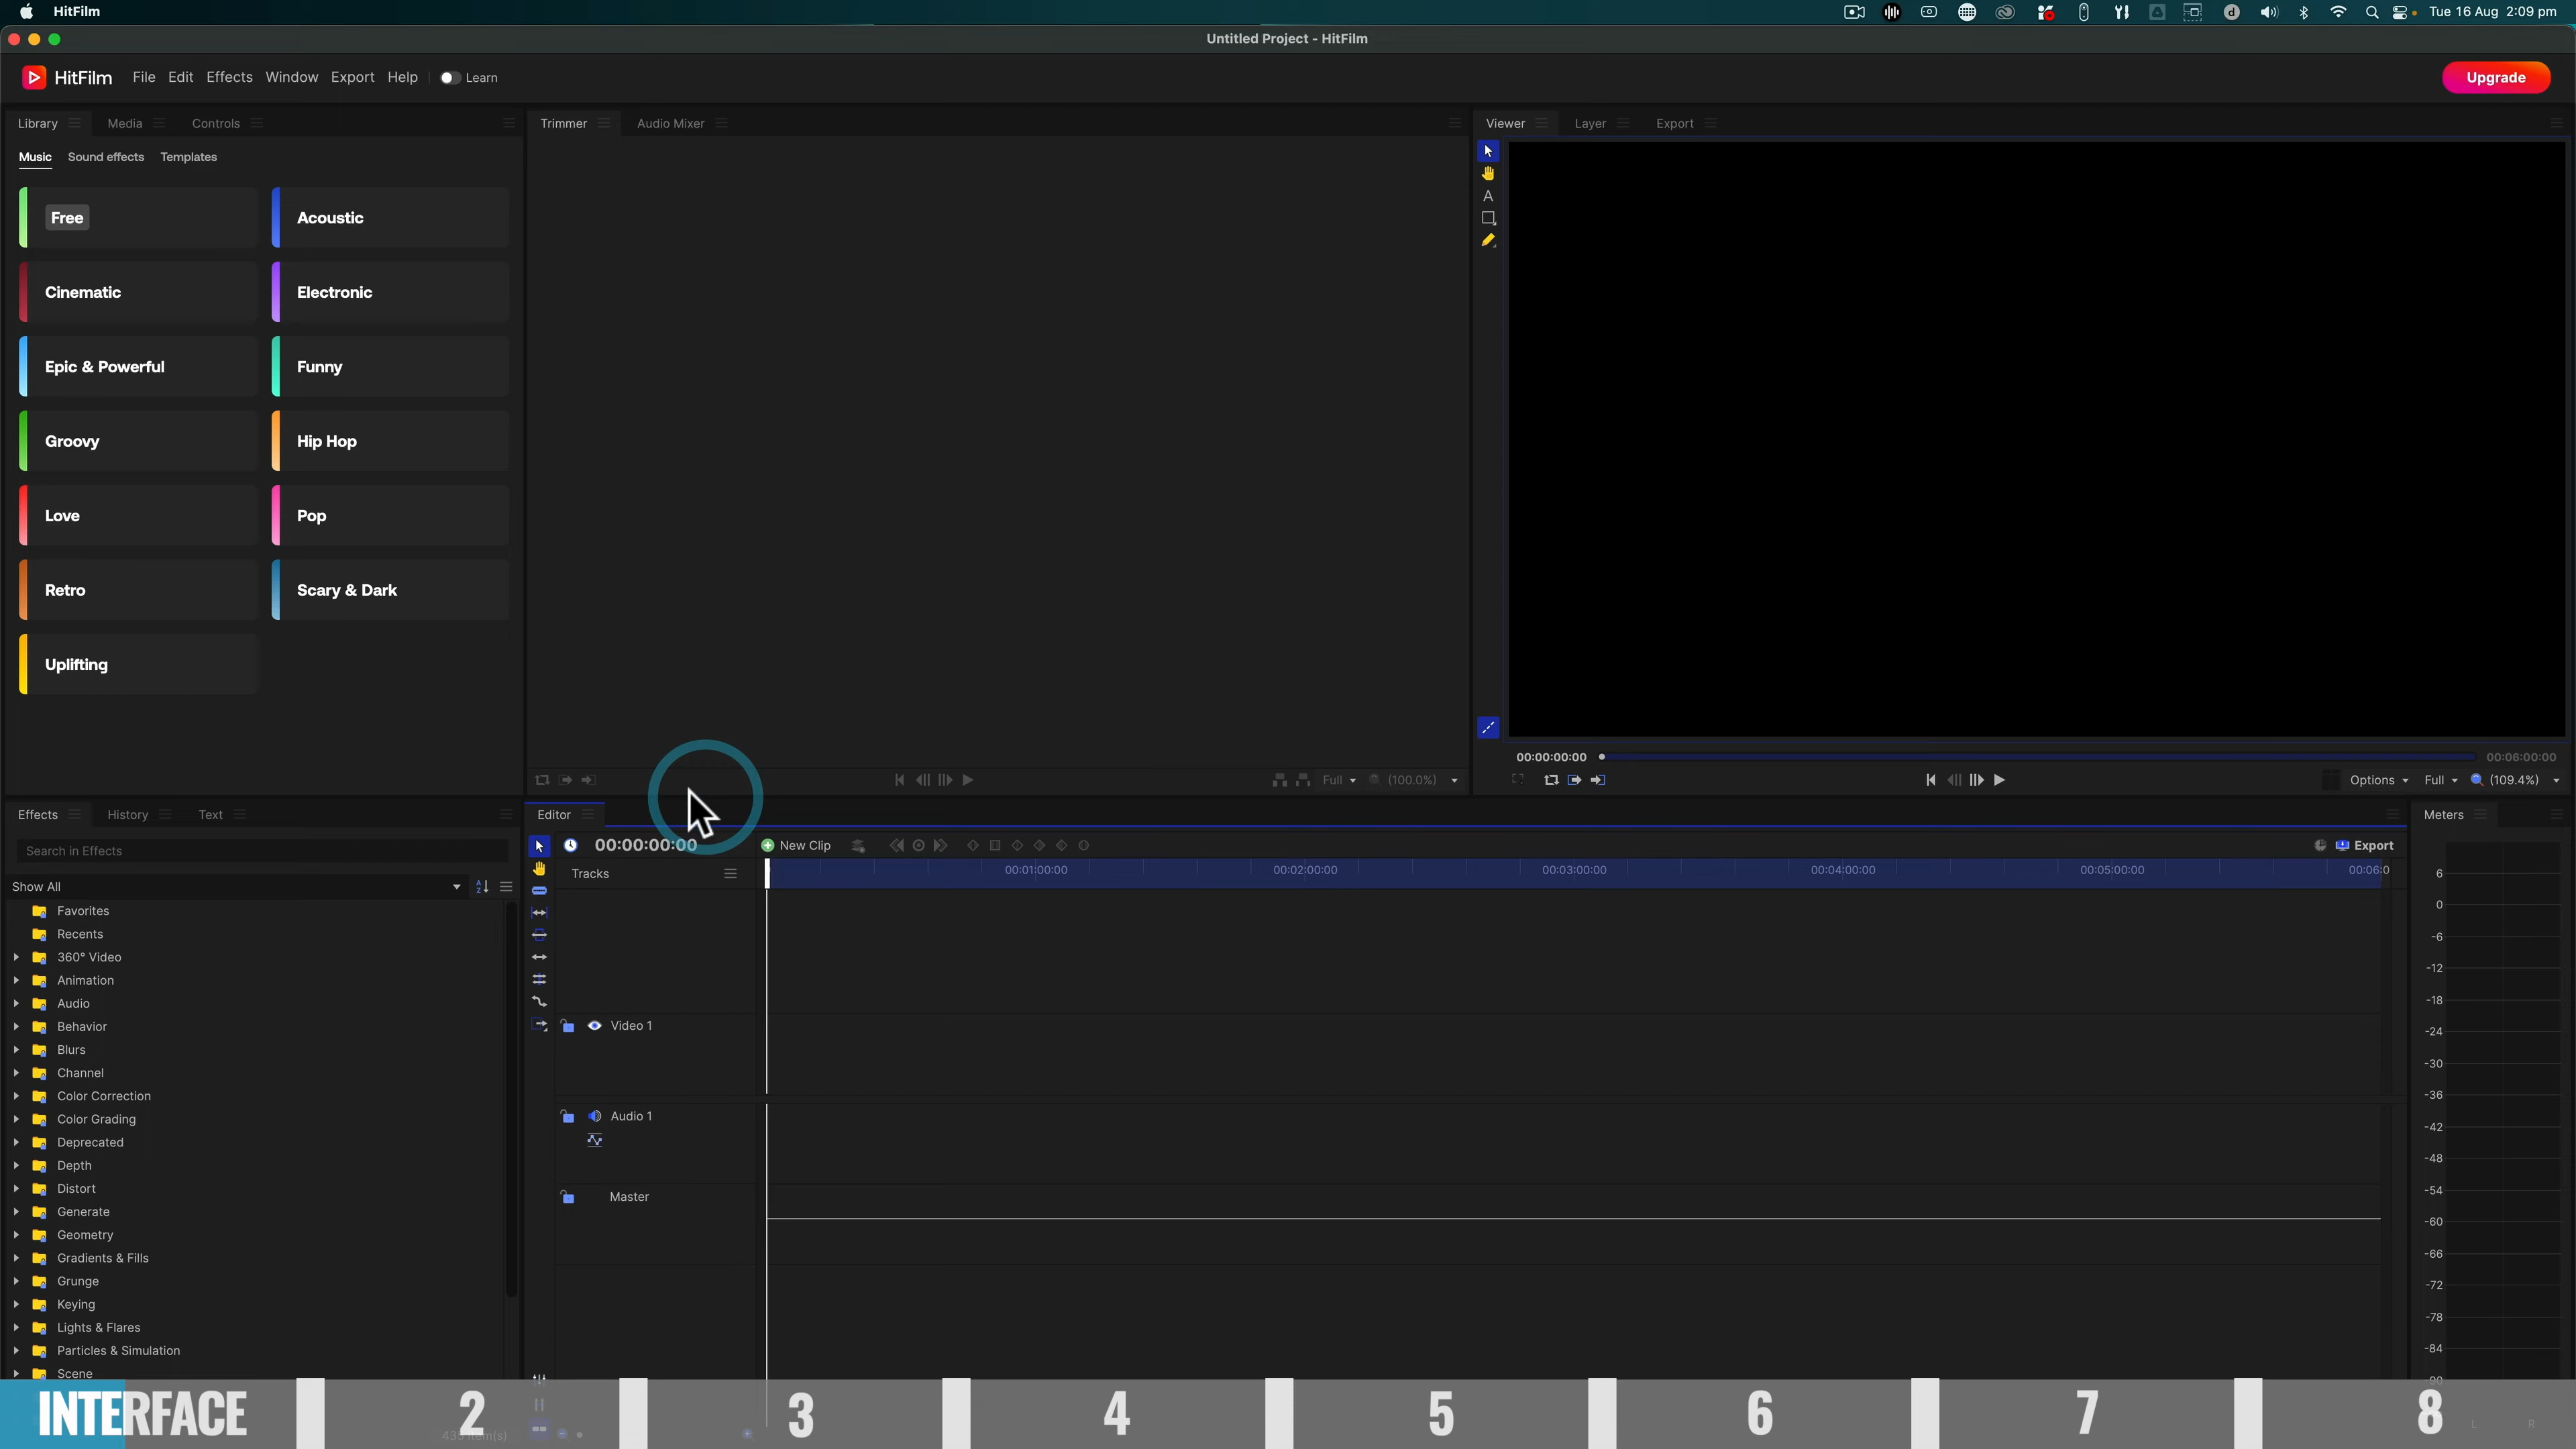 HitFilm
Tue 16 Aug 2:09 pm
Untitled Project - HitFilm
HitFilm File Edit Effects Window Export Help Learn
Upgrade
Library Media Controls
Trimmer Audio Mixer
Viewer Layer Export
Music Sound effects Templates
Free Acoustic
Cinematic Electronic
Epic & Powerful Funny
Groovy Hip Hop
Love Pop
Retro Scary & Dark
Uplifting
00:00:00:00 00:06:00:00
Full (100.0%)
Options Full (109.4%)
Effects History Text
Editor
Meters
Search in Effects
00:00:00:00 New Clip Export
Show All
Tracks
00:01:00:00 00:02:00:00 00:03:00:00 00:04:00:00 00:05:00:00 00:06:0
Favorites
Recents
360° Video
Animation
Audio
Behavior
Blurs
Channel
Color Correction
Color Grading
Deprecated
Depth
Distort
Generate
Geometry
Gradients & Fills
Grunge
Keying
Lights & Flares
Particles & Simulation
Scene
Video 1
Audio 1
Master
6
0
-6
-12
-18
-24
-30
-36
-42
-48
-54
-60
-66
-72
-78
-84
-90
INTERFACE 2 3 4 5 6 7 8
L R